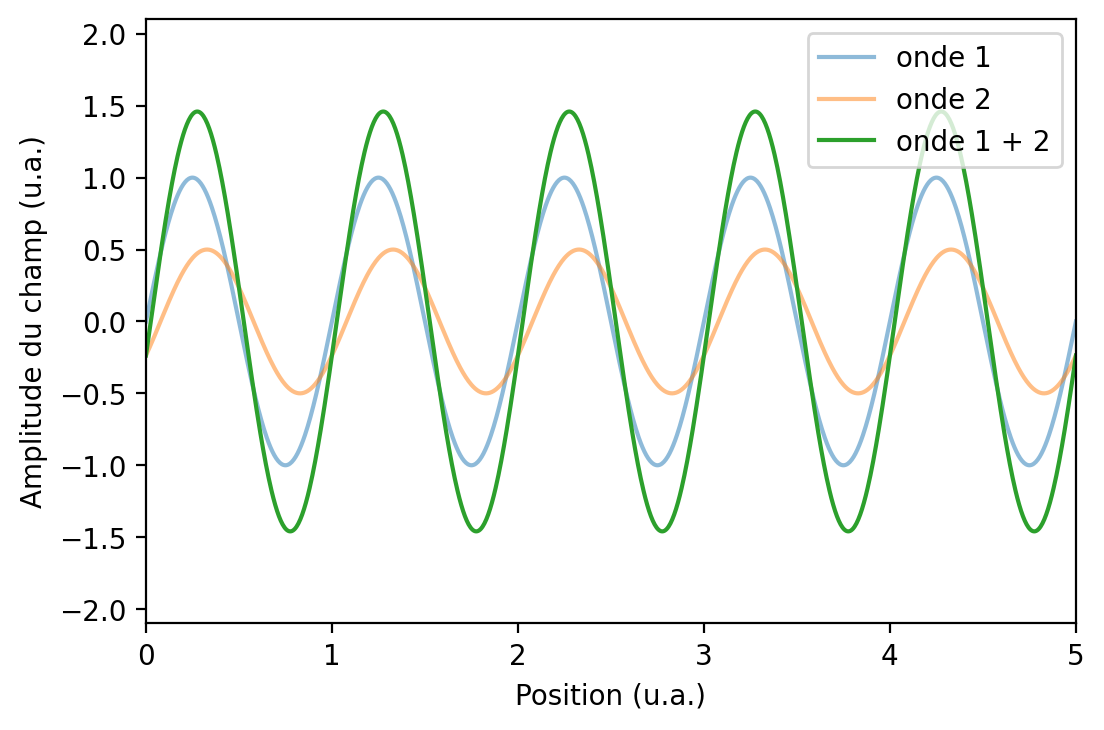 2.0
1.5
1.0
0.5
0.0
−0.5
−1.0
−1.5
−2.0
Amplitude du champ (u.a.)
onde 1
onde 2
onde 1 + 2
0 1 2 3 4 5
Position (u.a.)